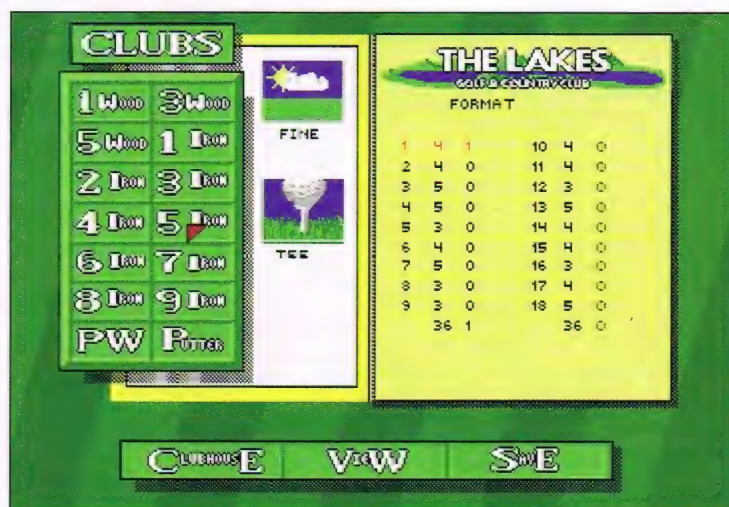 CLUBS
1 WOOD 3 WOOD
5 WOOD 1 IRON
2 IRON 3 IRON
4 IRON 5 IRON
6 IRON 7 IRON
8 IRON 9 IRON
PW PUTTER
FINE
TEE
THE LAKES
GOLF & COUNTRY CLUB
FORMAT
1 4 1 10 4 0
2 4 0 11 4 0
3 5 0 12 3 0
4 5 0 13 5 0
5 3 0 14 4 0
6 4 0 15 4 0
7 5 0 16 3 0
8 3 0 17 4 0
9 3 0 18 5 0
36 1 36 0
CLUBHOUSE VIEW SAVE